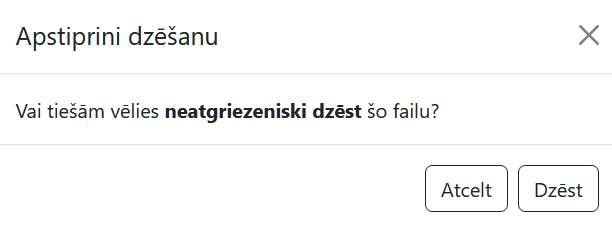 Apstiprini dzēšanu
Vai tiešām vēlies neatgriezeniski dzēst šo failu?
Atcelt
Dzēst